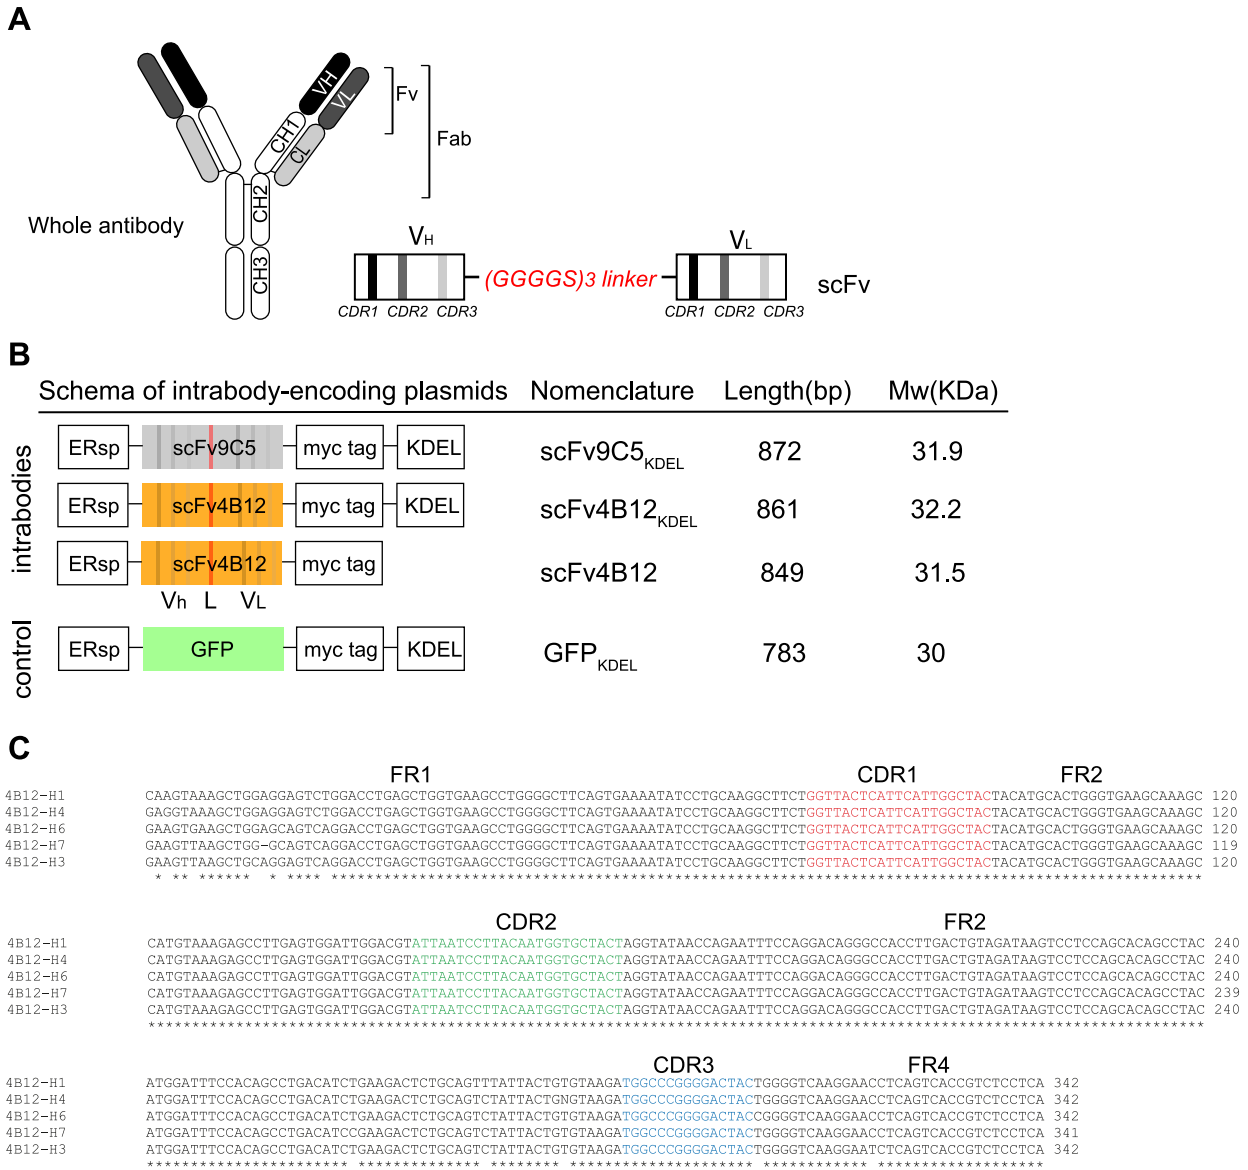 A
VH
VL
Fv
CH1
CL
Fab
CH2
Whole antibody
CH3
VH
VL
(GGGGS)3 linker
scFv
CDR1 CDR2 CDR3
CDR1 CDR2 CDR3
B
Schema of intrabody-encoding plasmids Nomenclature Length(bp) Mw(KDa)
intrabodies
ERsp scFv9C5 myc tag KDEL scFv9C5KDEL 872 31.9
ERsp scFv4B12 myc tag KDEL scFv4B12KDEL 861 32.2
ERsp scFv4B12 myc tag scFv4B12 849 31.5
Vh L VL
control
ERsp GFP myc tag KDEL GFPKDEL 783 30
C
FR1 CDR1 FR2
4B12-H1 CAAGTAAAGCTGGAGGAGTCTGGACCTGAGCTGGTGAAGCCTGGGGCTTCAGTGAAAATATCCTGCAAGGCTTCTGGTTACTCATTCATTGGCTACTACATGCACTGGGTGAAGCAAAGC 120
4B12-H4 GAGGTAAAGCTGGAGGAGTCTGGACCTGAGCTGGTGAAGCCTGGGGCTTCAGTGAAAATATCCTGCAAGGCTTCTGGTTACTCATTCATTGGCTACTACATGCACTGGGTGAAGCAAAGC 120
4B12-H6 GAAGTGAAGCTGGAGCAGTCAGGACCTGAGCTGGTGAAGCCTGGGGCTTCAGTGAAAATATCCTGCAAGGCTTCTGGTTACTCATTCATTGGCTACTACATGCACTGGGTGAAGCAAAGC 120
4B12-H7 GAAGTTAAGCTGG-GCAGTCAGGACCTGAGCTGGTGAAGCCTGGGGCTTCAGTGAAAATATCCTGCAAGGCTTCTGGTTACTCATTCATTGGCTACTACATGCACTGGGTGAAGCAAAGC 119
4B12-H3 GAAGTTAAGCTGCAGGAGTCAGGACCTGAGCTGGTGAAGCCTGGGGCTTCAGTGAAAATATCCTGCAAGGCTTCTGGTTACTCATTCATTGGCTACTACATGCACTGGGTGAAGCAAAGC 120
CDR2 FR2
4B12-H1 CATGTAAAGAGCCTTGAGTGGATTGGACGTATTAATCCTTACAATGGTGCTACTAGGTATAACCAGAATTTCCAGGACAGGGCCACCTTGACTGTAGATAAGTCCTCCAGCACAGCCTAC 240
4B12-H4 CATGTAAAGAGCCTTGAGTGGATTGGACGTATTAATCCTTACAATGGTGCTACTAGGTATAACCAGAATTTCCAGGACAGGGCCACCTTGACTGTAGATAAGTCCTCCAGCACAGCCTAC 240
4B12-H6 CATGTAAAGAGCCTTGAGTGGATTGGACGTATTAATCCTTACAATGGTGCTACTAGGTATAACCAGAATTTCCAGGACAGGGCCACCTTGACTGTAGATAAGTCCTCCAGCACAGCCTAC 240
4B12-H7 CATGTAAAGAGCCTTGAGTGGATTGGACGTATTAATCCTTACAATGGTGCTACTAGGTATAACCAGAATTTCCAGGACAGGGCCACCTTGACTGTAGATAAGTCCTCCAGCACAGCCTAC 239
4B12-H3 CATGTAAAGAGCCTTGAGTGGATTGGACGTATTAATCCTTACAATGGTGCTACTAGGTATAACCAGAATTTCCAGGACAGGGCCACCTTGACTGTAGATAAGTCCTCCAGCACAGCCTAC 240
CDR3 FR4
4B12-H1 ATGGATTTCCACAGCCTGACATCTGAAGACTCTGCAGTTTATTACTGTGTAAGATGGCCCGGGGACTACTGGGGTCAAGGAACCTCAGTCACCGTCTCCTCA 342
4B12-H4 ATGGATTTCCACAGCCTGACATCTGAAGACTCTGCAGTCTATTACTGNGTAAGATGGCCCGGGGACTACTGGGGTCAAGGAACCTCAGTCACCGTCTCCTCA 342
4B12-H6 ATGGATTTCCACAGCCTGACATCTGAAGACTCTGCAGTCTATTACTGTGTAAGATGGCCCGGGGACTACCGGGGTCAAGGAACCTCAGTCACCGTCTCCTCA 342
4B12-H7 ATGGATTTCCACAGCCTGACATCCGAAGACTCTGCAGTCTATTACTGTGTAAGATGGCCCGGGGACTACTGGGGTCAAGGAACCTCAGTCACCGTCTCCTCA 341
4B12-H3 ATGGATTTCCACAGCCTGACATCTGAAGACTCTGCAGTCTATTACTGTGTAAGATGGCCCGGGGACTACTGGGGTCAAGGAACCTCAGTCACCGTCTCCTCA 342